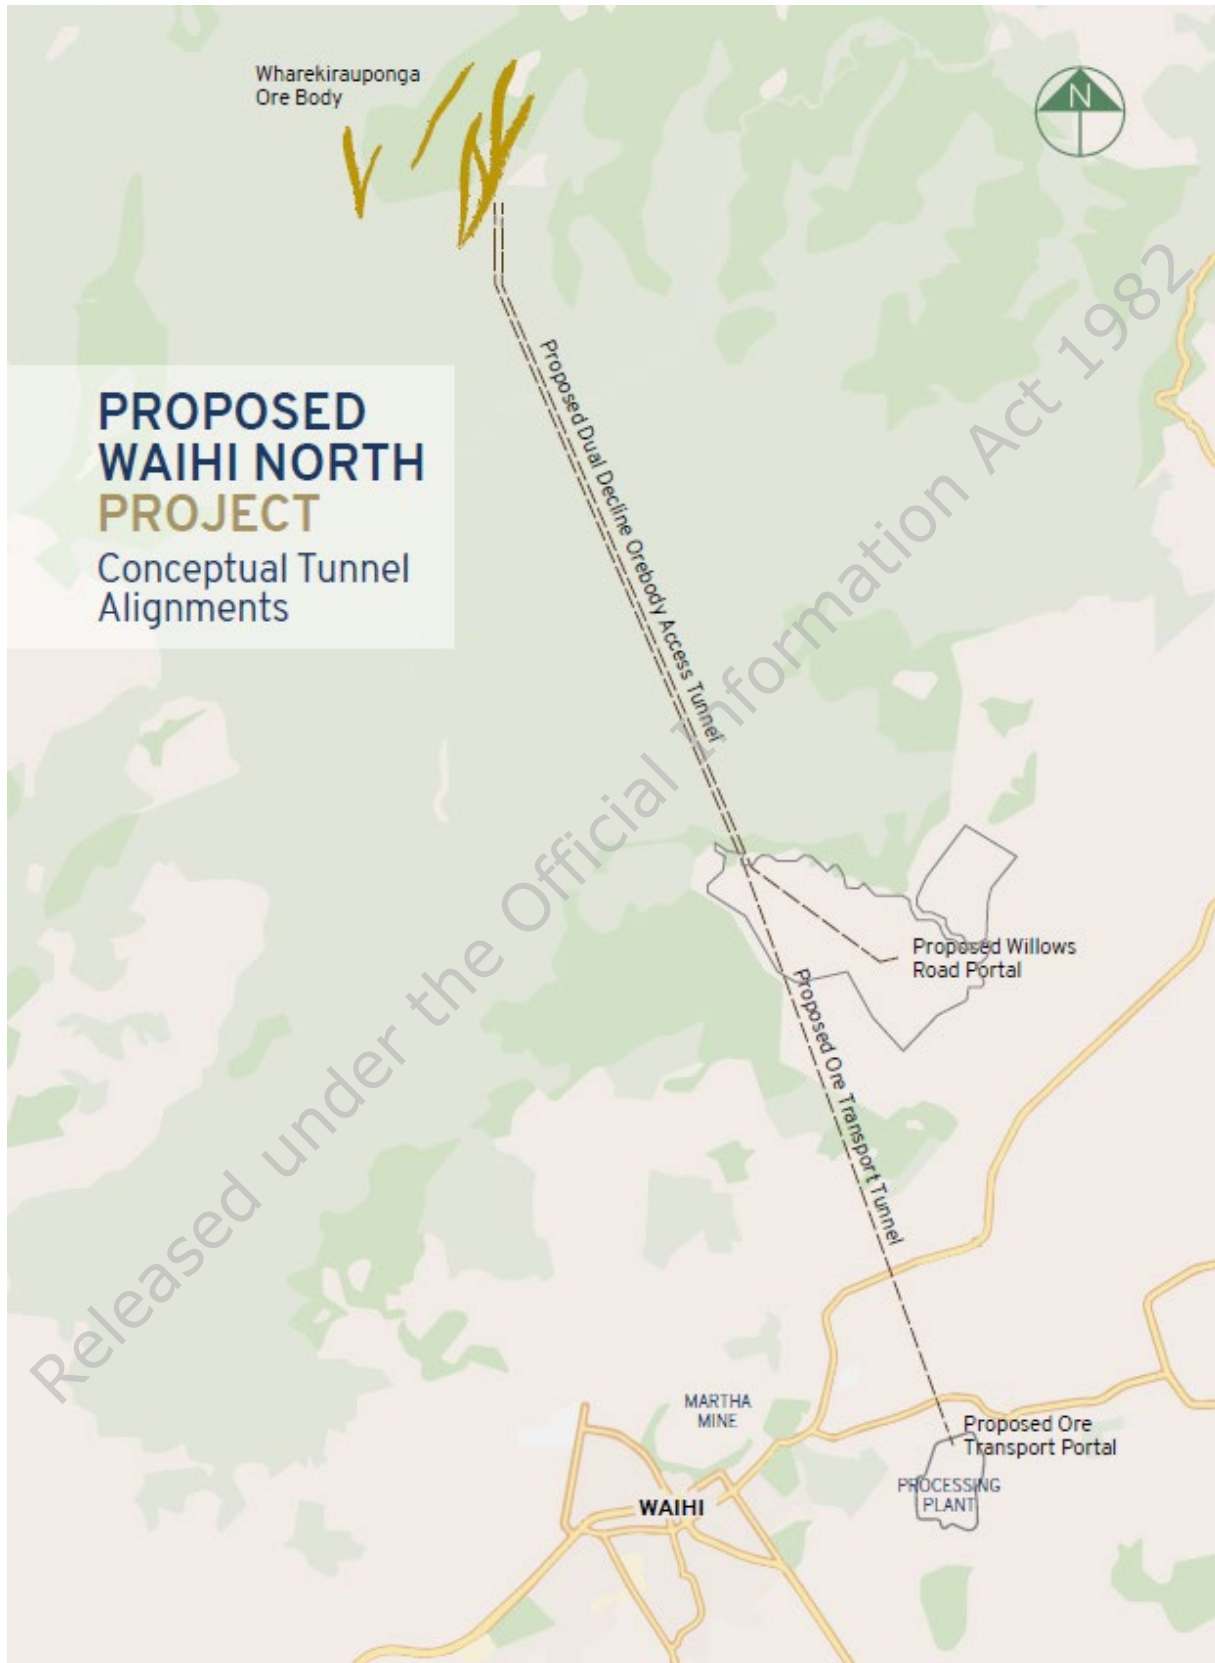 Wharekirauponga
Ore Body
N
PROPOSED
WAIHI NORTH
PROJECT
Conceptual Tunnel
Alignments
Proposed Dual Decline Orebody Access Tunnel
Proposed Willows
Road Portal
Proposed Ore Transport Tunnel
MARTHA
MINE
Proposed Ore
Transport Portal
PROCESSING
PLANT
WAIHI
Released under the Official Information Act 1982